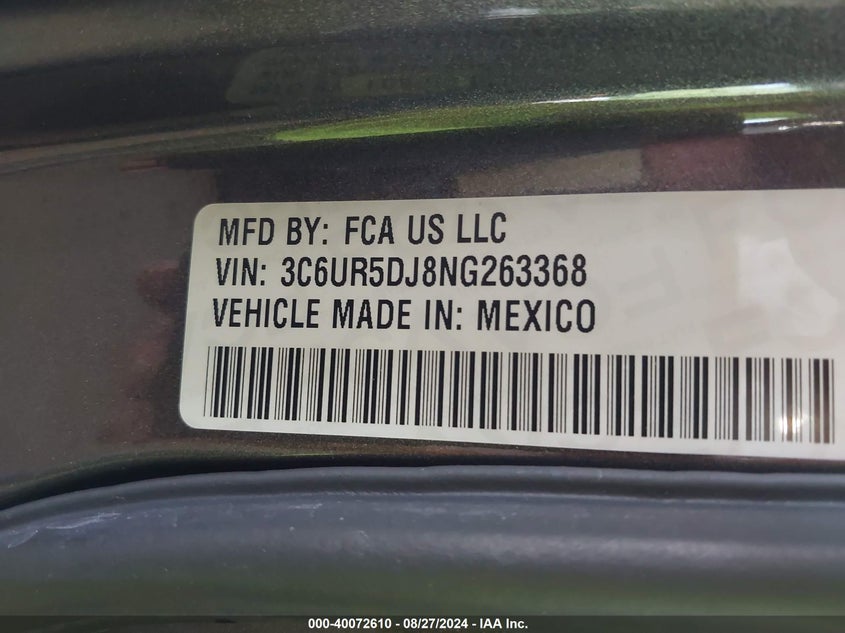 MFD BY: FCA US LLC
VIN: 3C6UR5DJ8NG263368
VEHICLE MADE IN: MEXICO
000-40072610 - 08/27/2024 - IAA Inc.